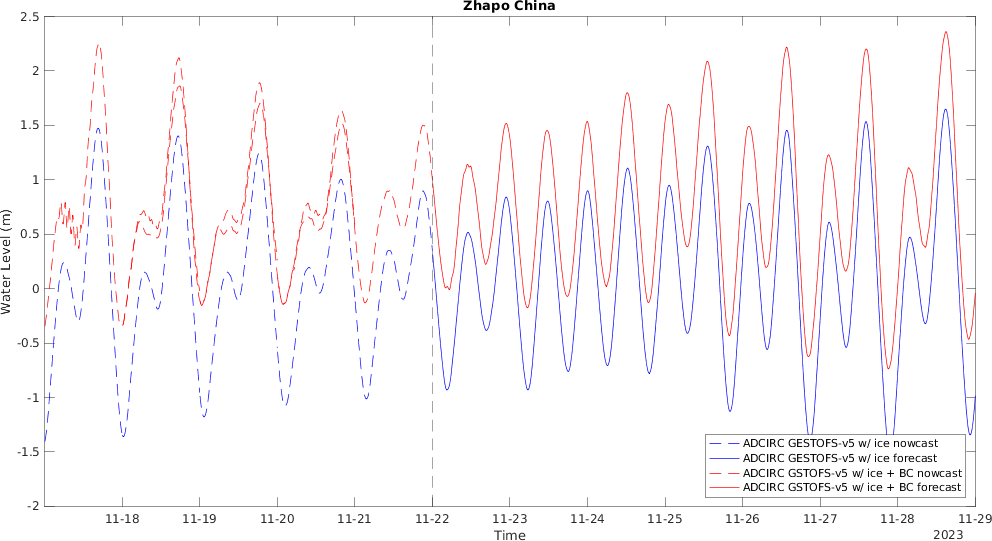 Zhapo China
2.5
2
1.5
1
0.5
0
-0.5
-1
-1.5
-2
Water Level (m)
ADCIRC GESTOFS-v5 w/ ice nowcast
ADCIRC GESTOFS-v5 w/ ice forecast
ADCIRC GSTOFS-v5 w/ ice + BC nowcast
ADCIRC GSTOFS-v5 w/ ice + BC forecast
11-18 11-19 11-20 11-21 11-22 11-23 11-24 11-25 11-26 11-27 11-28 11-29
Time
2023